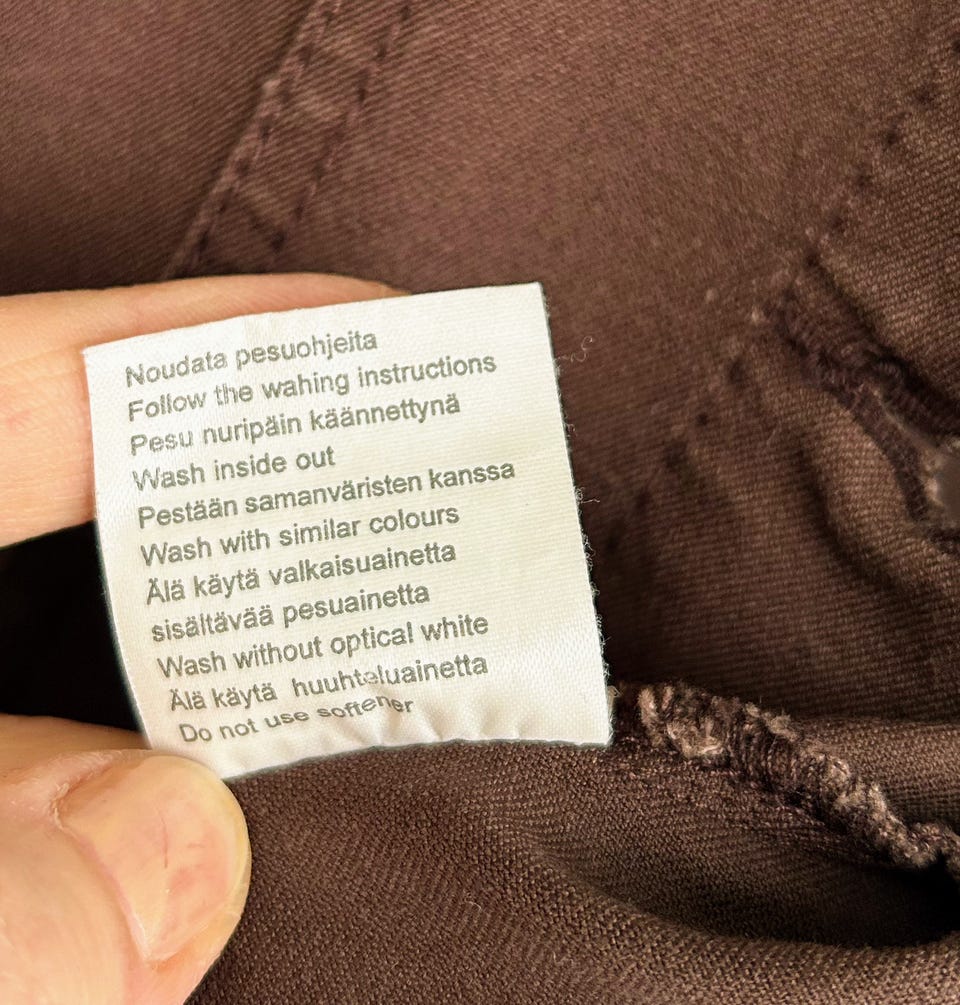 Noudata pesuohjeita
Follow the wahing instructions
Pesu nuripäin käännettynä
Wash inside out
Pestään samanväristen kanssa
Wash with similar colours
Älä käytä valkaisuainetta
sisältävää pesuainetta
Wash without optical white
Älä käytä huuhteluainetta
Do not use softener